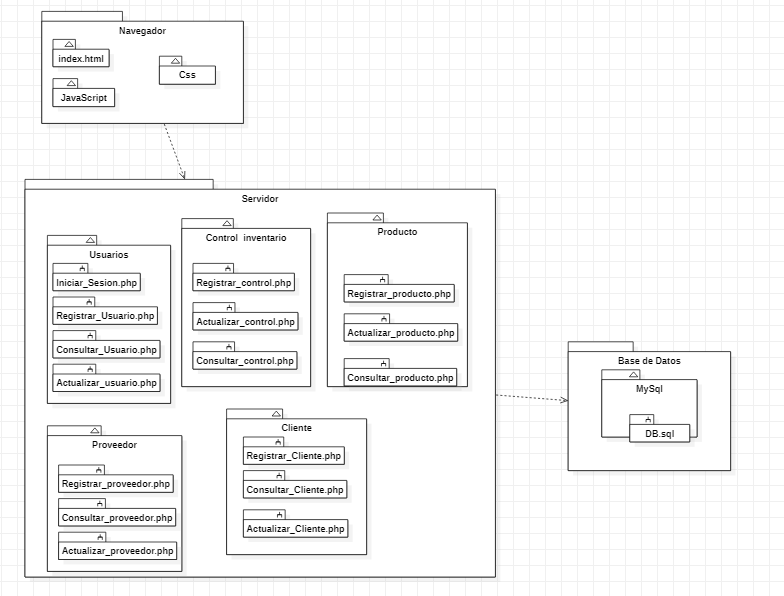 Navegador
index.html
Css
JavaScript
Servidor
Usuarios
Iniciar_Sesion.php
Registrar_Usuario.php
Consultar_Usuario.php
Actualizar_usuario.php
Control inventario
Registrar_control.php
Actualizar_control.php
Consultar_control.php
Producto
Registrar_producto.php
Actualizar_producto.php
Consultar_producto.php
Proveedor
Registrar_proveedor.php
Consultar_proveedor.php
Actualizar_proveedor.php
Cliente
Registrar_Cliente.php
Consultar_Cliente.php
Actualizar_Cliente.php
Base de Datos
MySql
DB.sql